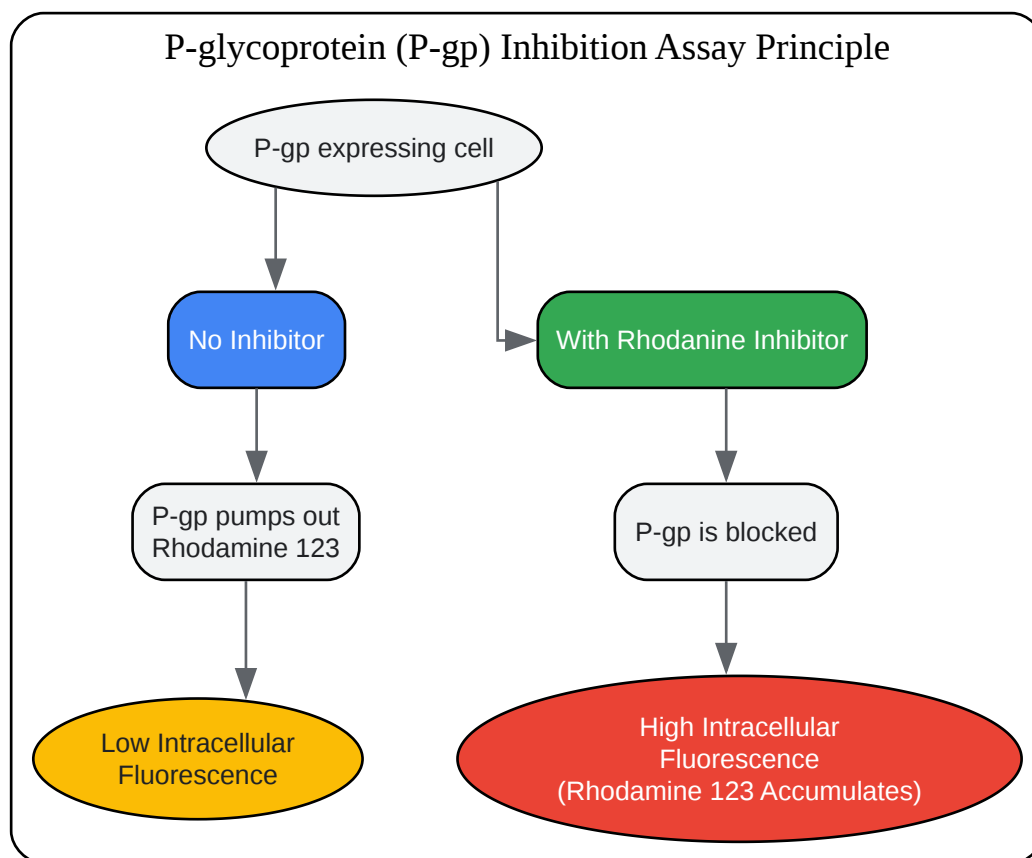 P-glycoprotein (P-gp) Inhibition Assay Principle
P-gp expressing cell
No Inhibitor
With Rhodanine Inhibitor
P-gp pumps out
Rhodamine 123
P-gp is blocked
Low Intracellular
Fluorescence
High Intracellular
Fluorescence
(Rhodamine 123 Accumulates)